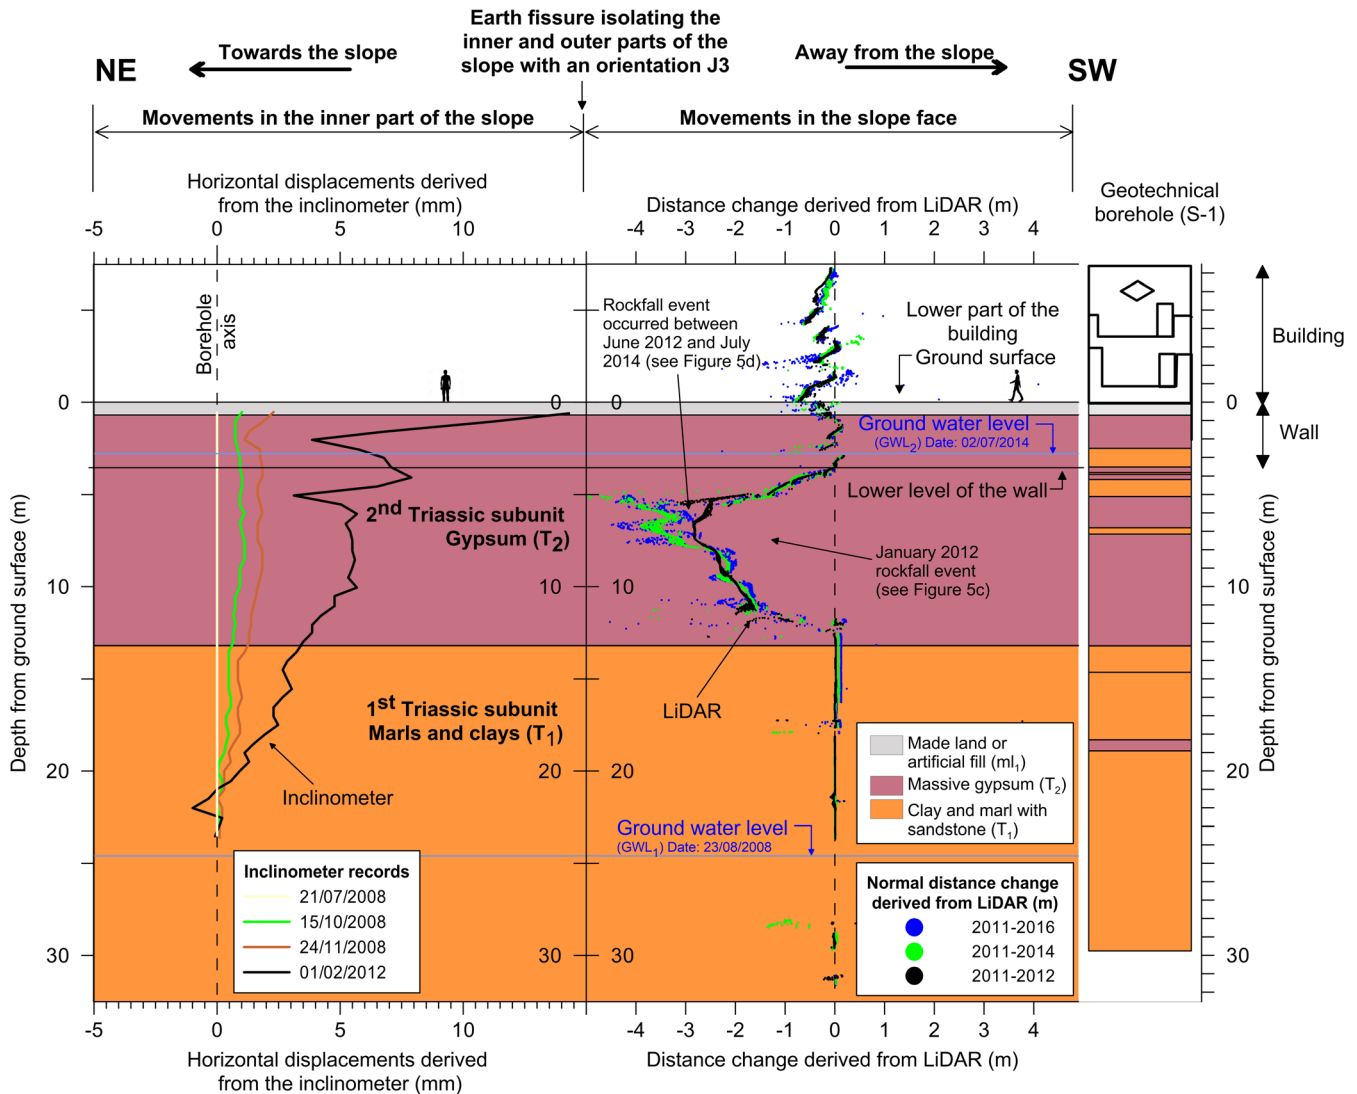 Earth fissure isolating the
inner and outer parts of the
slope with an orientation J3
NE
Towards the slope
Away from the slope
SW
Movements in the inner part of the slope
Movements in the slope face
Horizontal displacements derived
from the inclinometer (mm)
Distance change derived from LiDAR (m)
Geotechnical
borehole (S-1)
-5 0 5 10
-4 -3 -2 -1 0 1 2 3 4
Borehole
axis
Rockfall event
occurred between
June 2012 and July
2014 (see Figure 5d)
Lower part of the
building
Ground surface
Building
0 0 0 0
Wall
Ground water level
(GWL2) Date: 02/07/2014
Lower level of the wall
2nd Triassic subunit
Gypsum (T2)
January 2012
rockfall event
(see Figure 5c)
10 10 10 10
Depth from ground surface (m)
Depth from ground surface (m)
LiDAR
1st Triassic subunit
Marls and clays (T1)
Made land or
artificial fill (ml1)
Massive gypsum (T2)
Clay and marl with
sandstone (T1)
20 20 20 20
Inclinometer
Ground water level
(GWL1) Date: 23/08/2008
Inclinometer records
21/07/2008
15/10/2008
24/11/2008
01/02/2012
Normal distance change
derived from LiDAR (m)
2011-2016
2011-2014
2011-2012
30 30 30 30
-5 0 5 10
-4 -3 -2 -1 0 1 2 3 4
Horizontal displacements derived
from the inclinometer (mm)
Distance change derived from LiDAR (m)